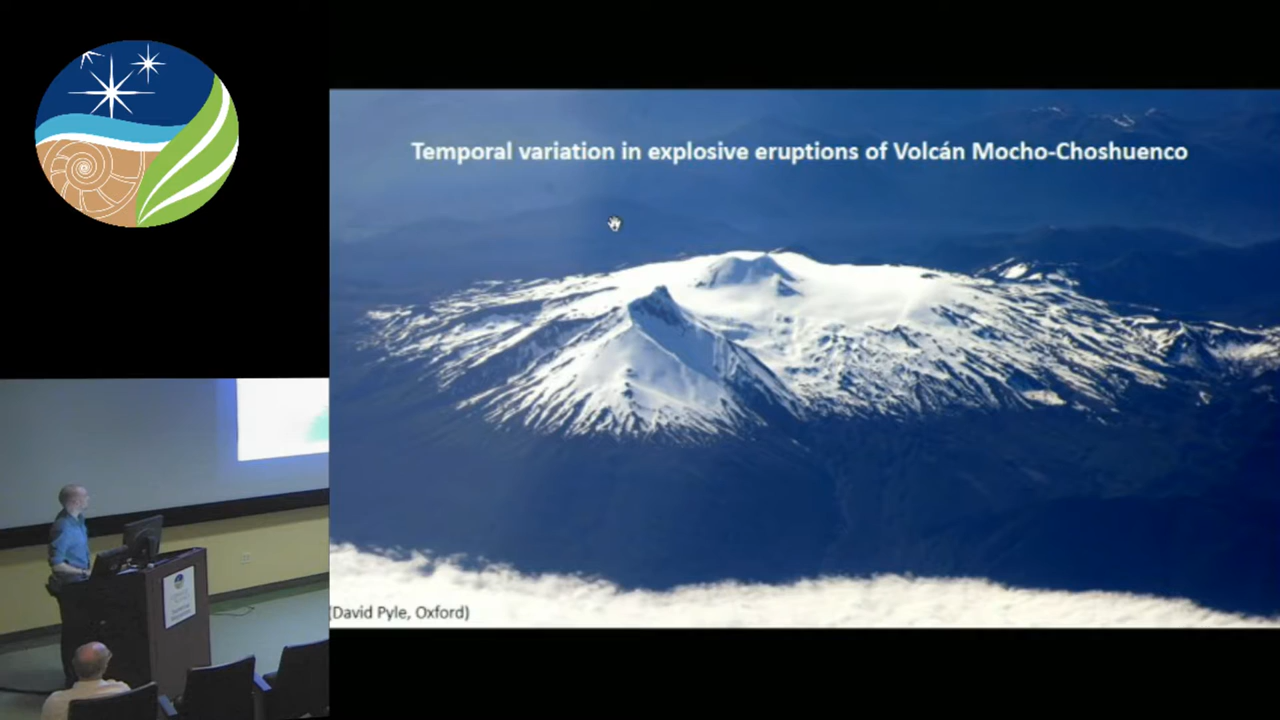 Temporal variation in explosive eruptions of Volcán Mocho-Choshuenco
(David Pyle, Oxford)